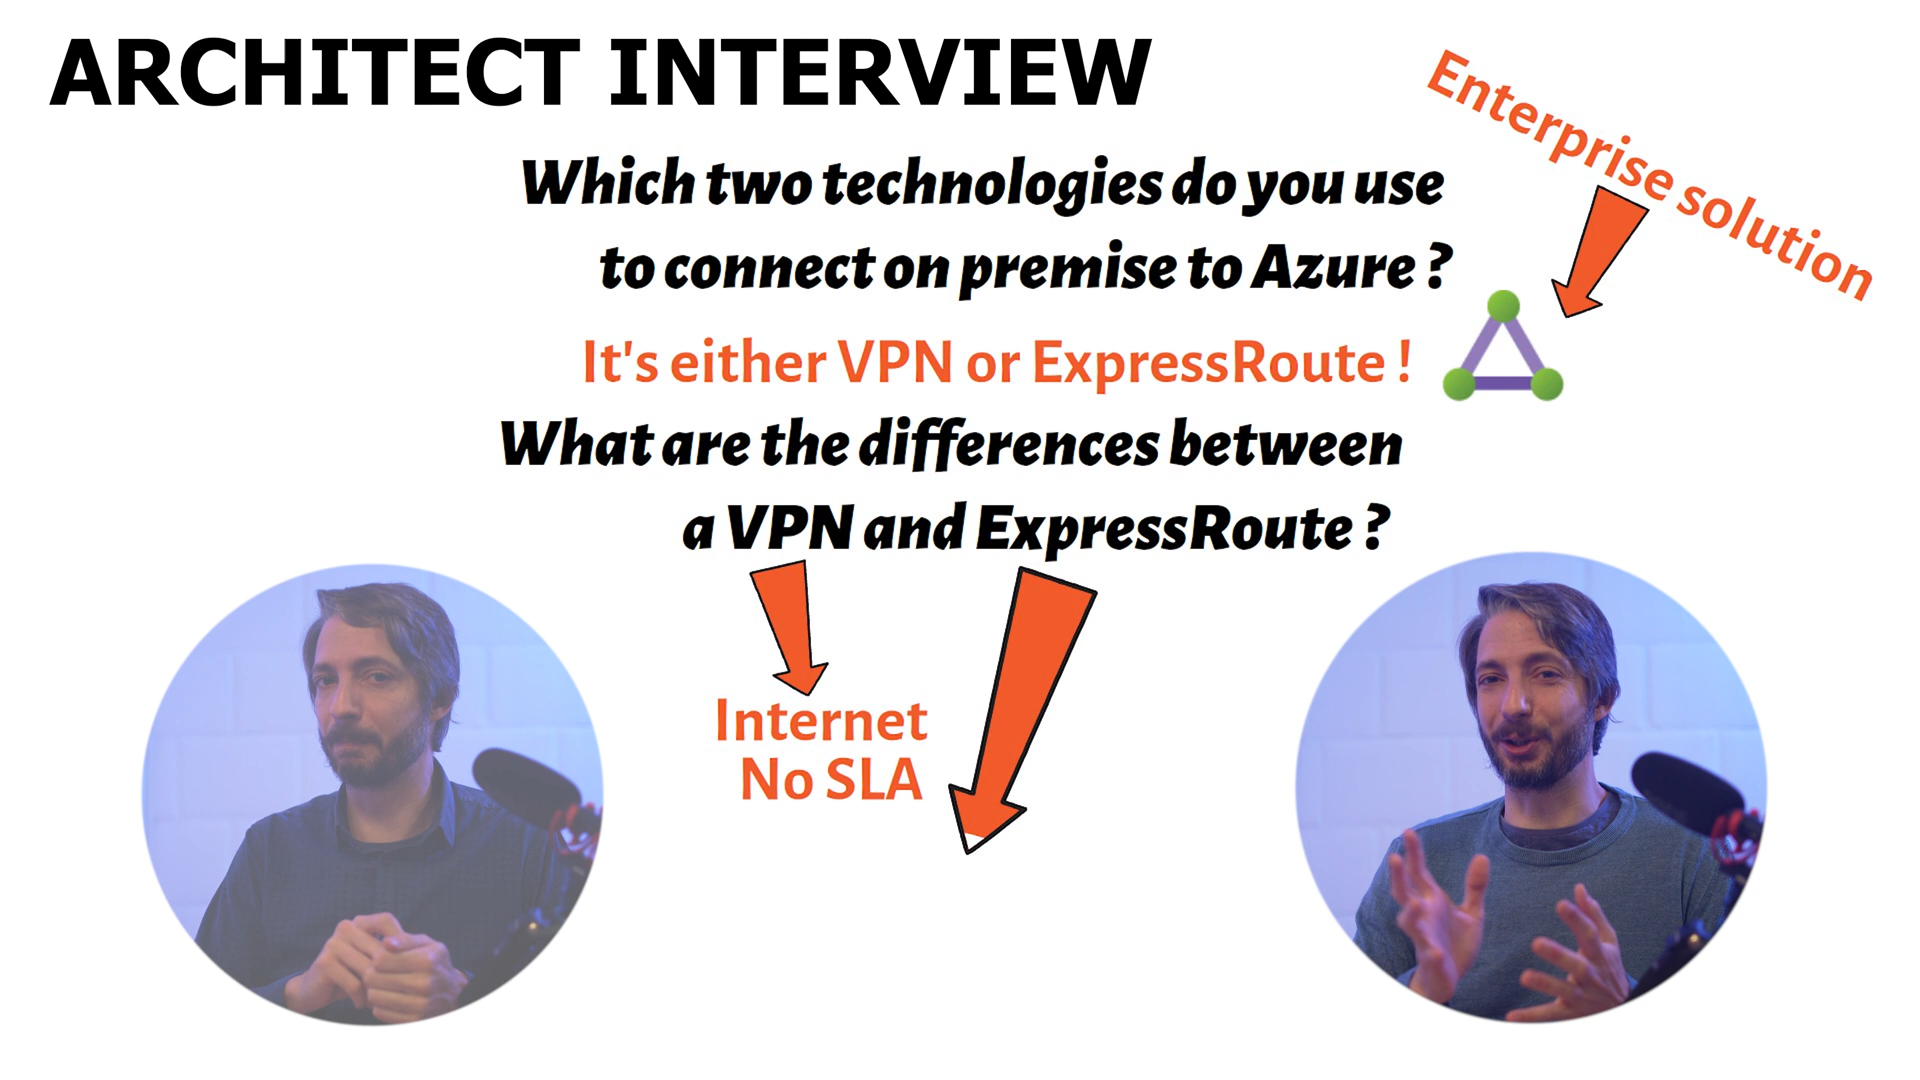 ARCHITECT INTERVIEW
Enterprise solution
Which two technologies do you use
to connect on premise to Azure ?
It's either VPN or ExpressRoute !
What are the differences between
a VPN and ExpressRoute ?
Internet
No SLA